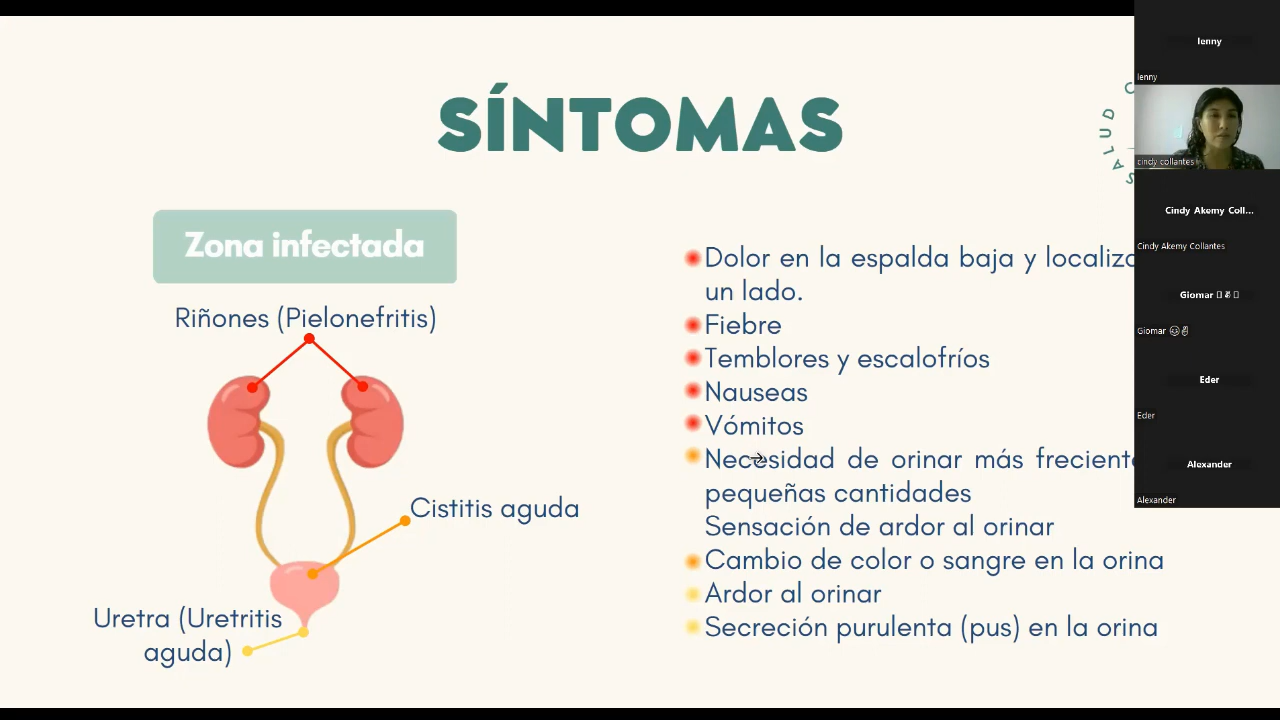 SÍNTOMAS
Zona infectada
Riñones (Pielonefritis)
Cistitis aguda
Uretra (Uretritis
aguda)
Dolor en la espalda baja y
un lado.
Fiebre
Temblores y escalofríos
Nauseas
Vómitos
Necesidad de orinar más
pequeñas cantidades
Sensación de ardor al orinar
Cambio de color o sangre en la orina
Ardor al orinar
Secreción purulenta (pus) en la orina
SALUD
lenny
lenny
cindy collantes
Cindy Akemy Coll...
Cindy Akemy Collantes
Giomar
Giomar
Eder
Eder
Alexander
Alexander